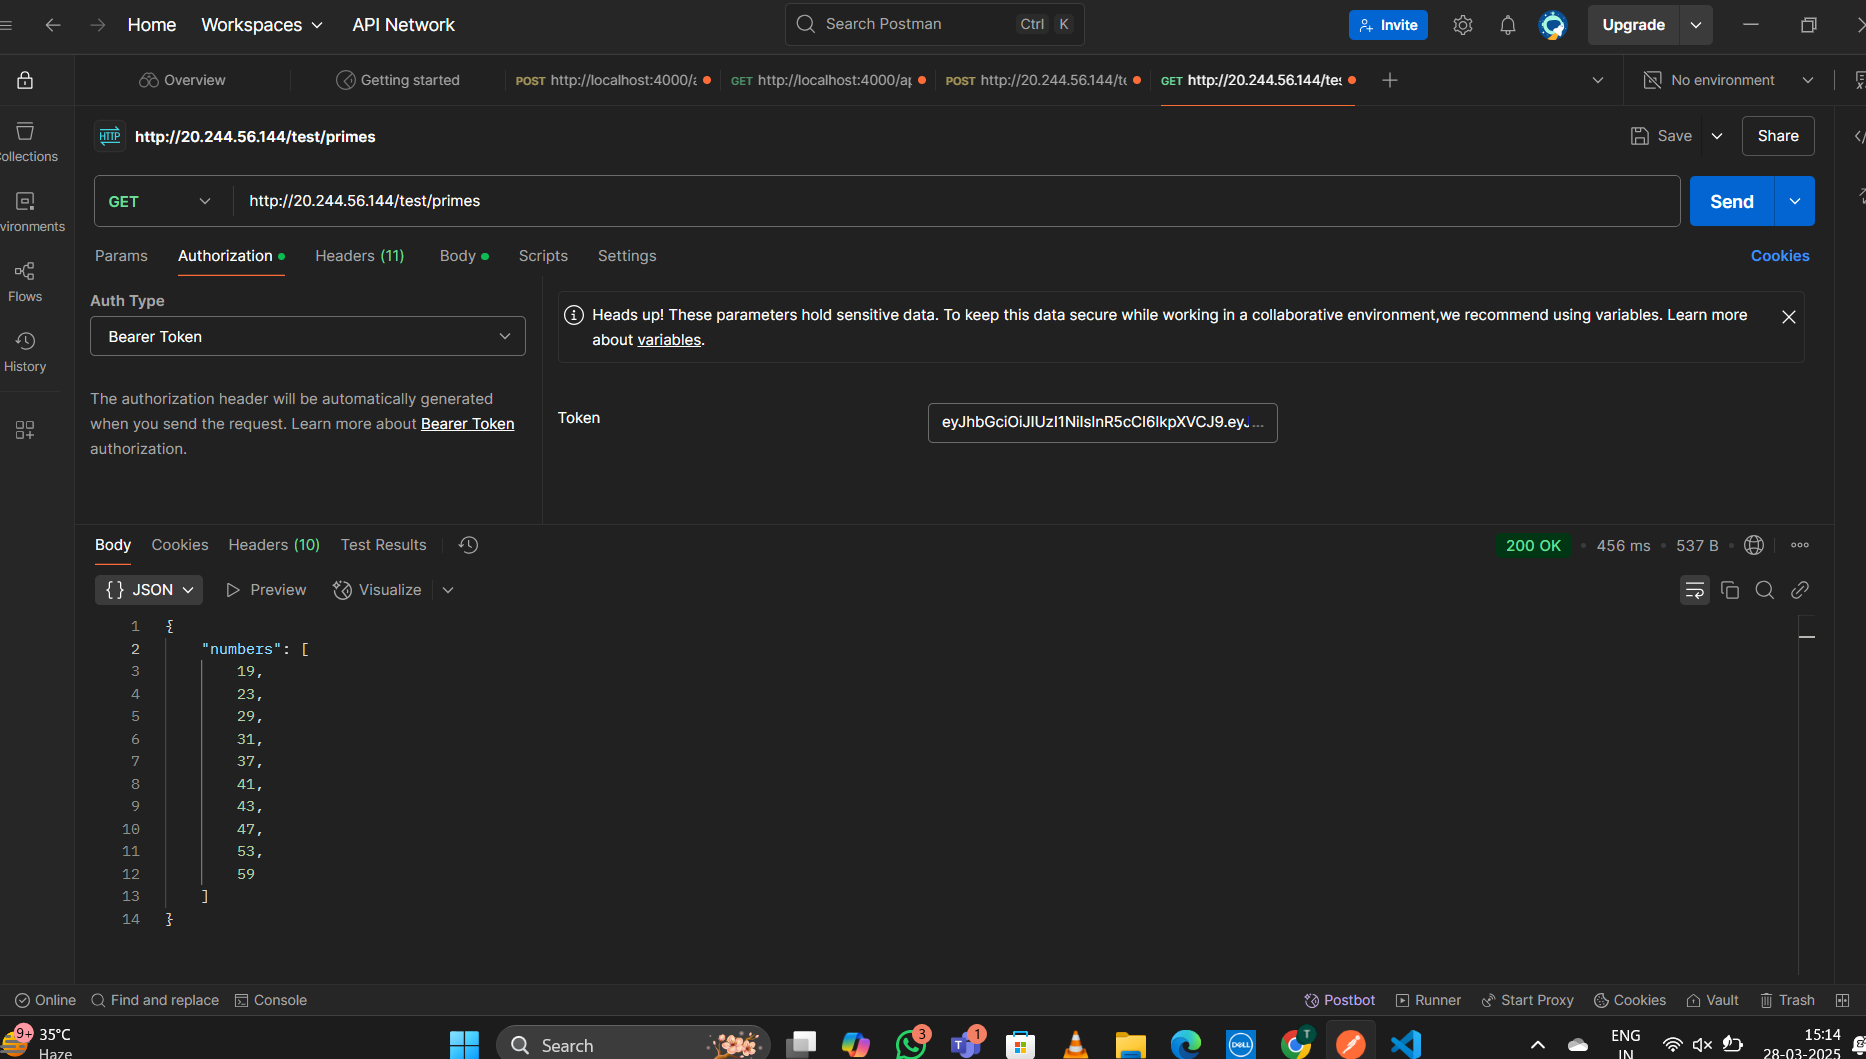 Home Workspaces API Network Search Postman Ctrl K Invite Upgrade
Overview Getting started POST http://localhost:4000/a GET http://localhost:4000/ap POST http://20.244.56.144/te GET http://20.244.56.144/tes No environment
HTTP http://20.244.56.144/test/primes Save Share
ollections
GET http://20.244.56.144/test/primes Send
vironments
Params Authorization Headers (11) Body Scripts Settings Cookies
Flows
Auth Type
Bearer Token
Heads up! These parameters hold sensitive data. To keep this data secure while working in a collaborative environment,we recommend using variables. Learn more
about variables.
History
The authorization header will be automatically generated
when you send the request. Learn more about Bearer Token
authorization.
Token eyJhbGciOiJIUzI1NiIsInR5cCI6IkpXVCJ9.eyJ...
Body Cookies Headers (10) Test Results 200 OK • 456 ms • 537 B
{} JSON Preview Visualize
1 {
2 "numbers": [
3 19,
4 23,
5 29,
6 31,
7 37,
8 41,
9 43,
10 47,
11 53,
12 59
13 ]
14 }
Online Find and replace Console Postbot Runner Start Proxy Cookies Vault Trash
9+ 35°C
Haze
Search 3 1 DELL T
ENG
IN
15:14
28-03-2025